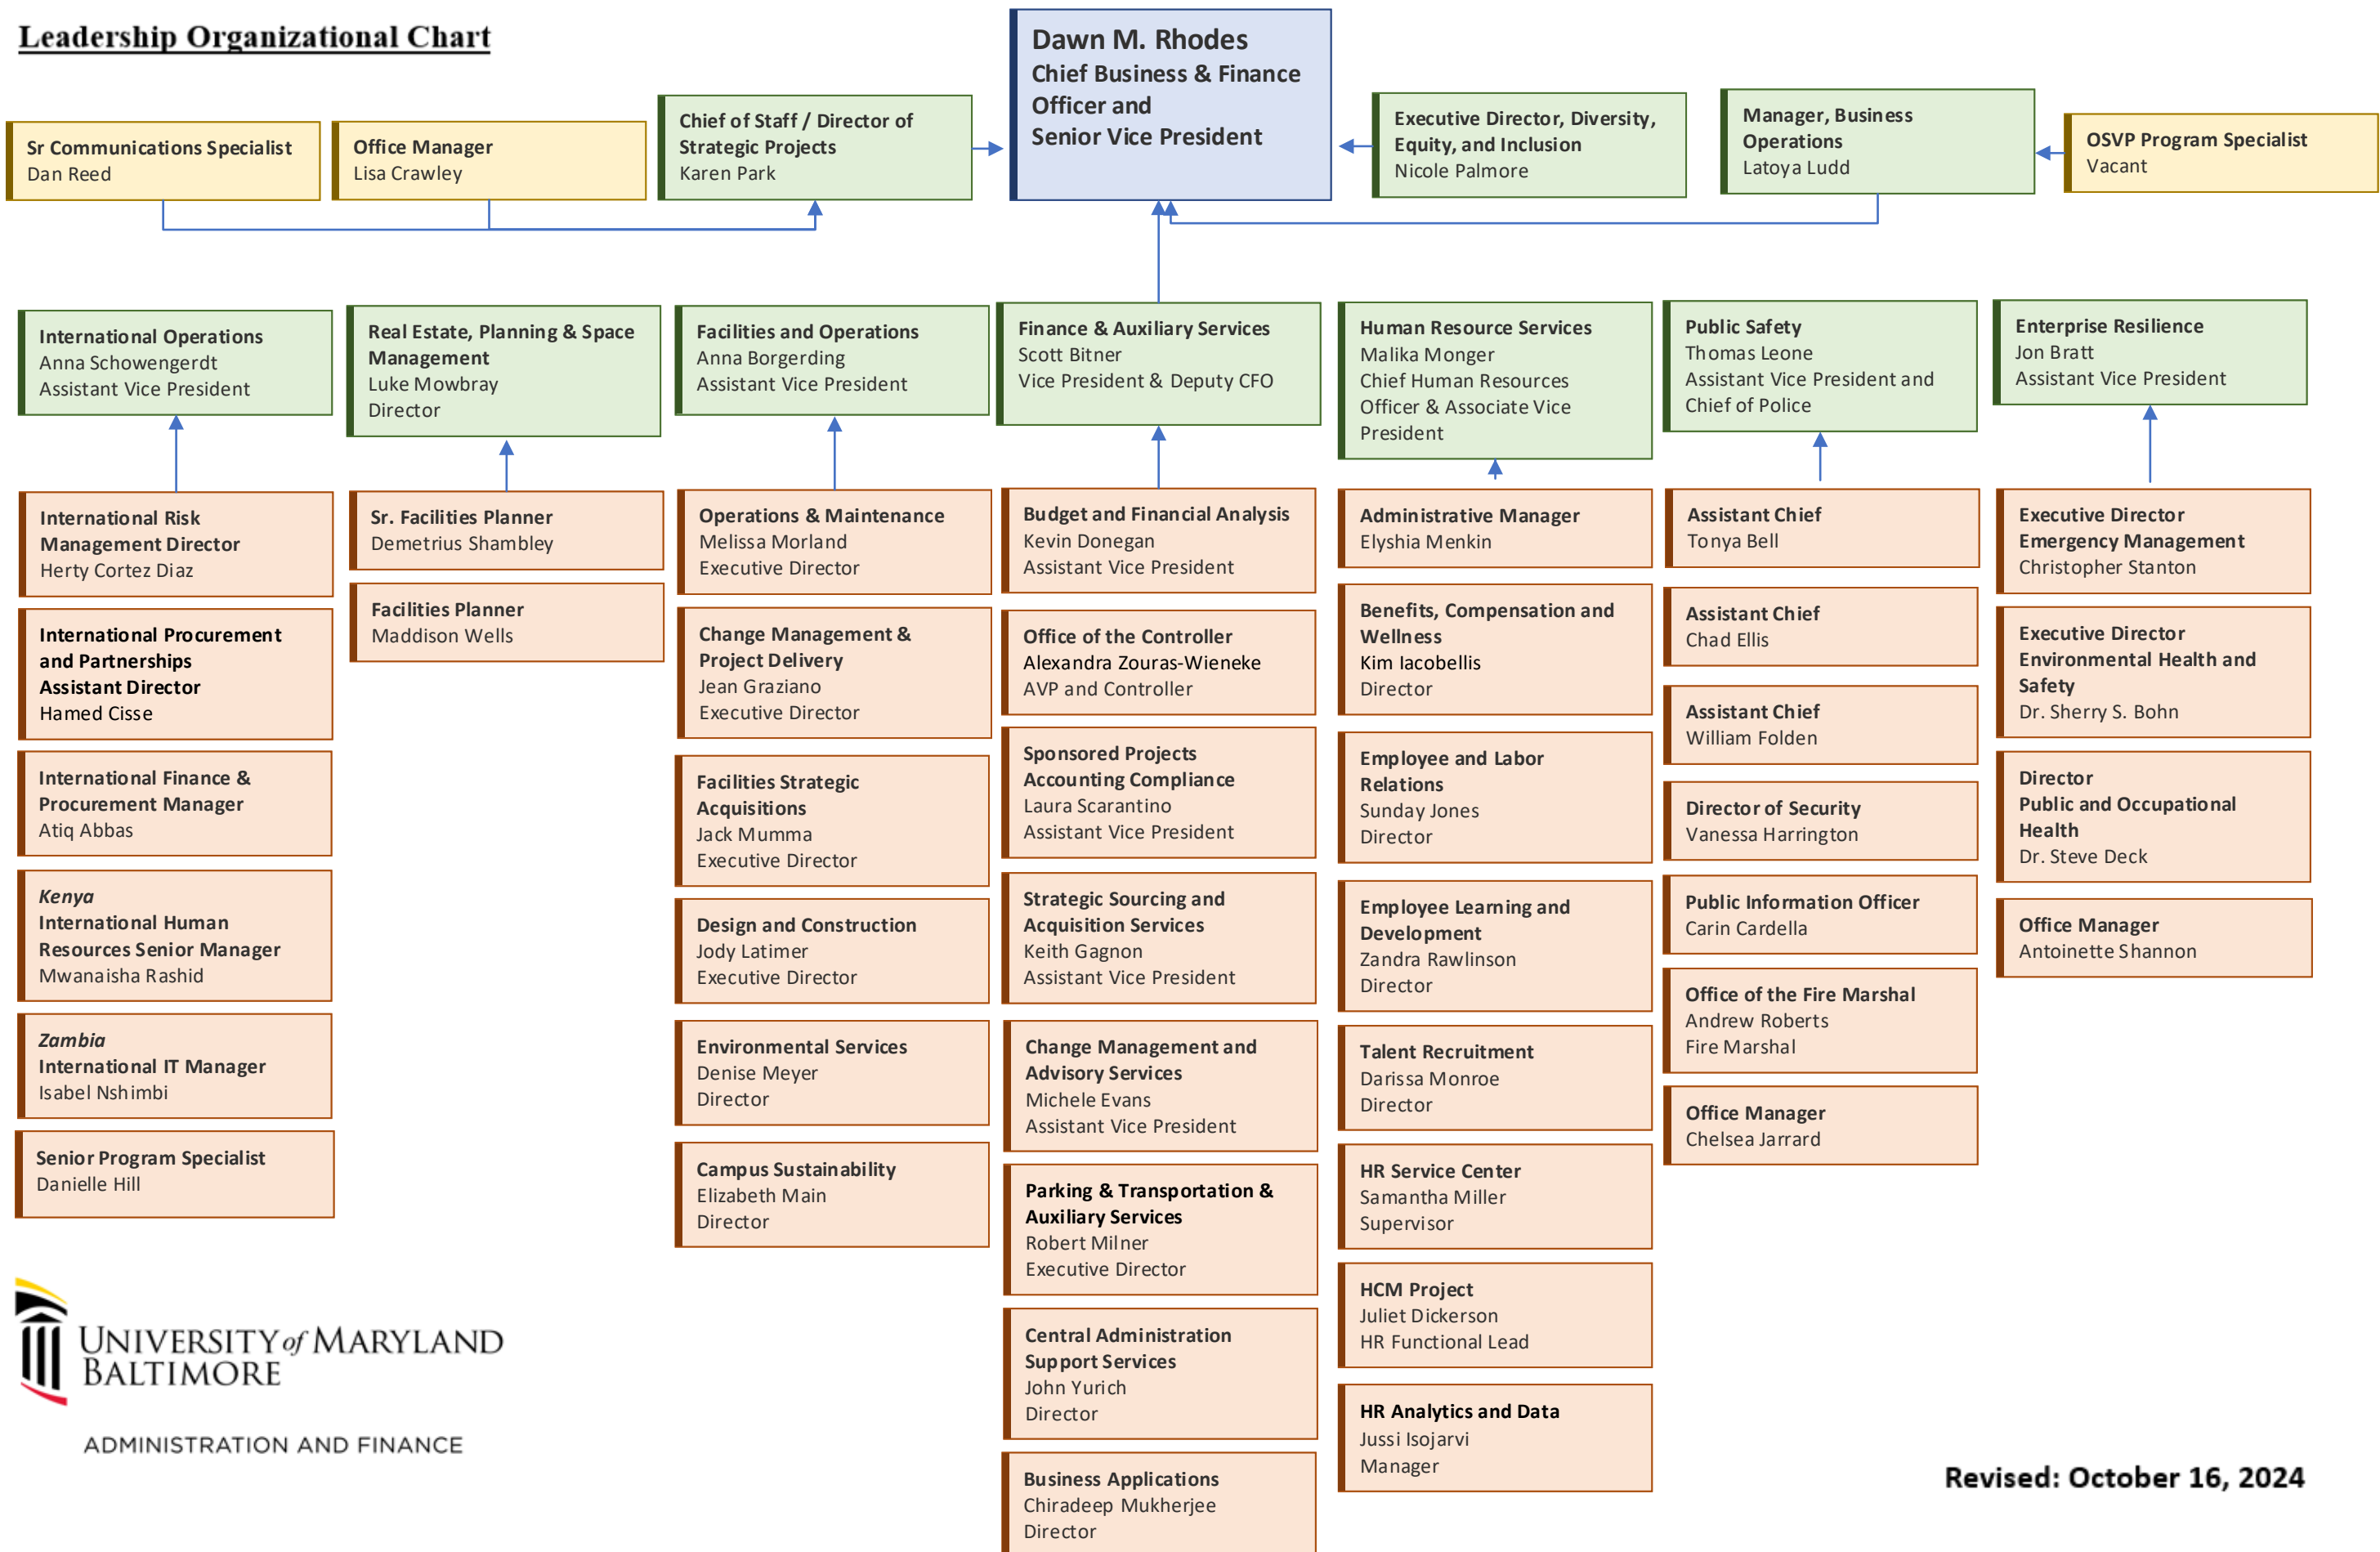 Leadership Organizational Chart
Dawn M. Rhodes
Chief Business & Finance
Officer and
Senior Vice President
Sr Communications Specialist
Dan Reed
Office Manager
Lisa Crawley
Chief of Staff / Director of
Strategic Projects
Karen Park
Executive Director, Diversity,
Equity, and Inclusion
Nicole Palmore
Manager, Business
Operations
Latoya Ludd
OSVP Program Specialist
Vacant
International Operations
Anna Schowengerdt
Assistant Vice President
Real Estate, Planning & Space
Management
Luke Mowbray
Director
Facilities and Operations
Anna Borgerding
Assistant Vice President
Finance & Auxiliary Services
Scott Bitner
Vice President & Deputy CFO
Human Resource Services
Malika Monger
Chief Human Resources
Officer & Associate Vice
President
Public Safety
Thomas Leone
Assistant Vice President and
Chief of Police
Enterprise Resilience
Jon Bratt
Assistant Vice President
International Risk
Management Director
Herty Cortez Diaz
International Procurement
and Partnerships
Assistant Director
Hamed Cisse
International Finance &
Procurement Manager
Atiq Abbas
Kenya
International Human
Resources Senior Manager
Mwanaisha Rashid
Zambia
International IT Manager
Isabel Nshimbi
Senior Program Specialist
Danielle Hill
Sr. Facilities Planner
Demetrius Shambley
Facilities Planner
Maddison Wells
Operations & Maintenance
Melissa Morland
Executive Director
Change Management &
Project Delivery
Jean Graziano
Executive Director
Facilities Strategic
Acquisitions
Jack Mumma
Executive Director
Design and Construction
Jody Latimer
Executive Director
Environmental Services
Denise Meyer
Director
Campus Sustainability
Elizabeth Main
Director
Budget and Financial Analysis
Kevin Donegan
Assistant Vice President
Office of the Controller
Alexandra Zouras-Wieneke
AVP and Controller
Sponsored Projects
Accounting Compliance
Laura Scarantino
Assistant Vice President
Strategic Sourcing and
Acquisition Services
Keith Gagnon
Assistant Vice President
Change Management and
Advisory Services
Michele Evans
Assistant Vice President
Parking & Transportation &
Auxiliary Services
Robert Milner
Executive Director
Central Administration
Support Services
John Yurich
Director
Business Applications
Chiradeep Mukherjee
Director
Administrative Manager
Elyshia Menkin
Benefits, Compensation and
Wellness
Kim Iacobellis
Director
Employee and Labor
Relations
Sunday Jones
Director
Employee Learning and
Development
Zandra Rawlinson
Director
Talent Recruitment
Darissa Monroe
Director
HR Service Center
Samantha Miller
Supervisor
HCM Project
Juliet Dickerson
HR Functional Lead
HR Analytics and Data
Jussi Isojarvi
Manager
Assistant Chief
Tonya Bell
Assistant Chief
Chad Ellis
Assistant Chief
William Folden
Director of Security
Vanessa Harrington
Public Information Officer
Carin Cardella
Office of the Fire Marshal
Andrew Roberts
Fire Marshal
Office Manager
Chelsea Jarrard
Executive Director
Emergency Management
Christopher Stanton
Executive Director
Environmental Health and
Safety
Dr. Sherry S. Bohn
Director
Public and Occupational
Health
Dr. Steve Deck
Office Manager
Antoinette Shannon
UNIVERSITY of MARYLAND
BALTIMORE
ADMINISTRATION AND FINANCE
Revised: October 16, 2024